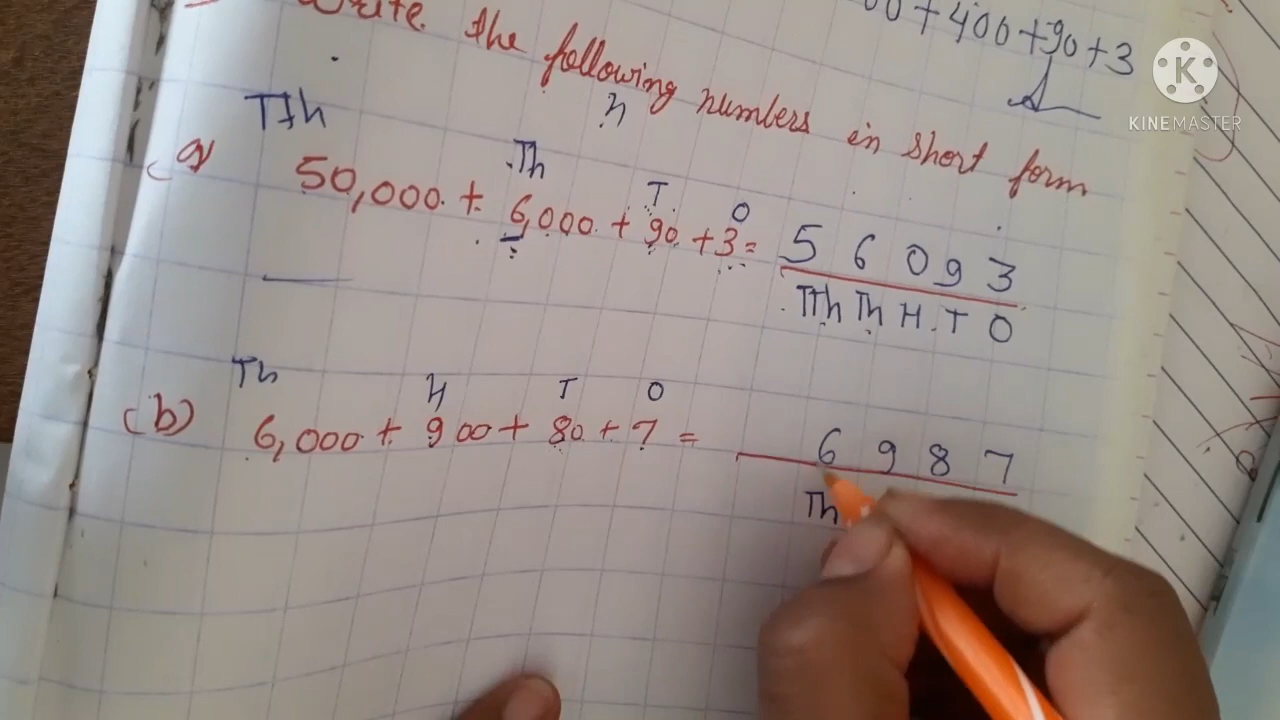 00 + 400 + 90 + 3
KINEMASTER
Write the following numbers in short form
TTh Th H T O
(a) 50,000 + 6,000 + 90 + 3 = 5 6 0 9 3
TTh Th H T O
Th H T O
(b) 6,000 + 900 + 80 + 7 = 6 9 8 7
Th